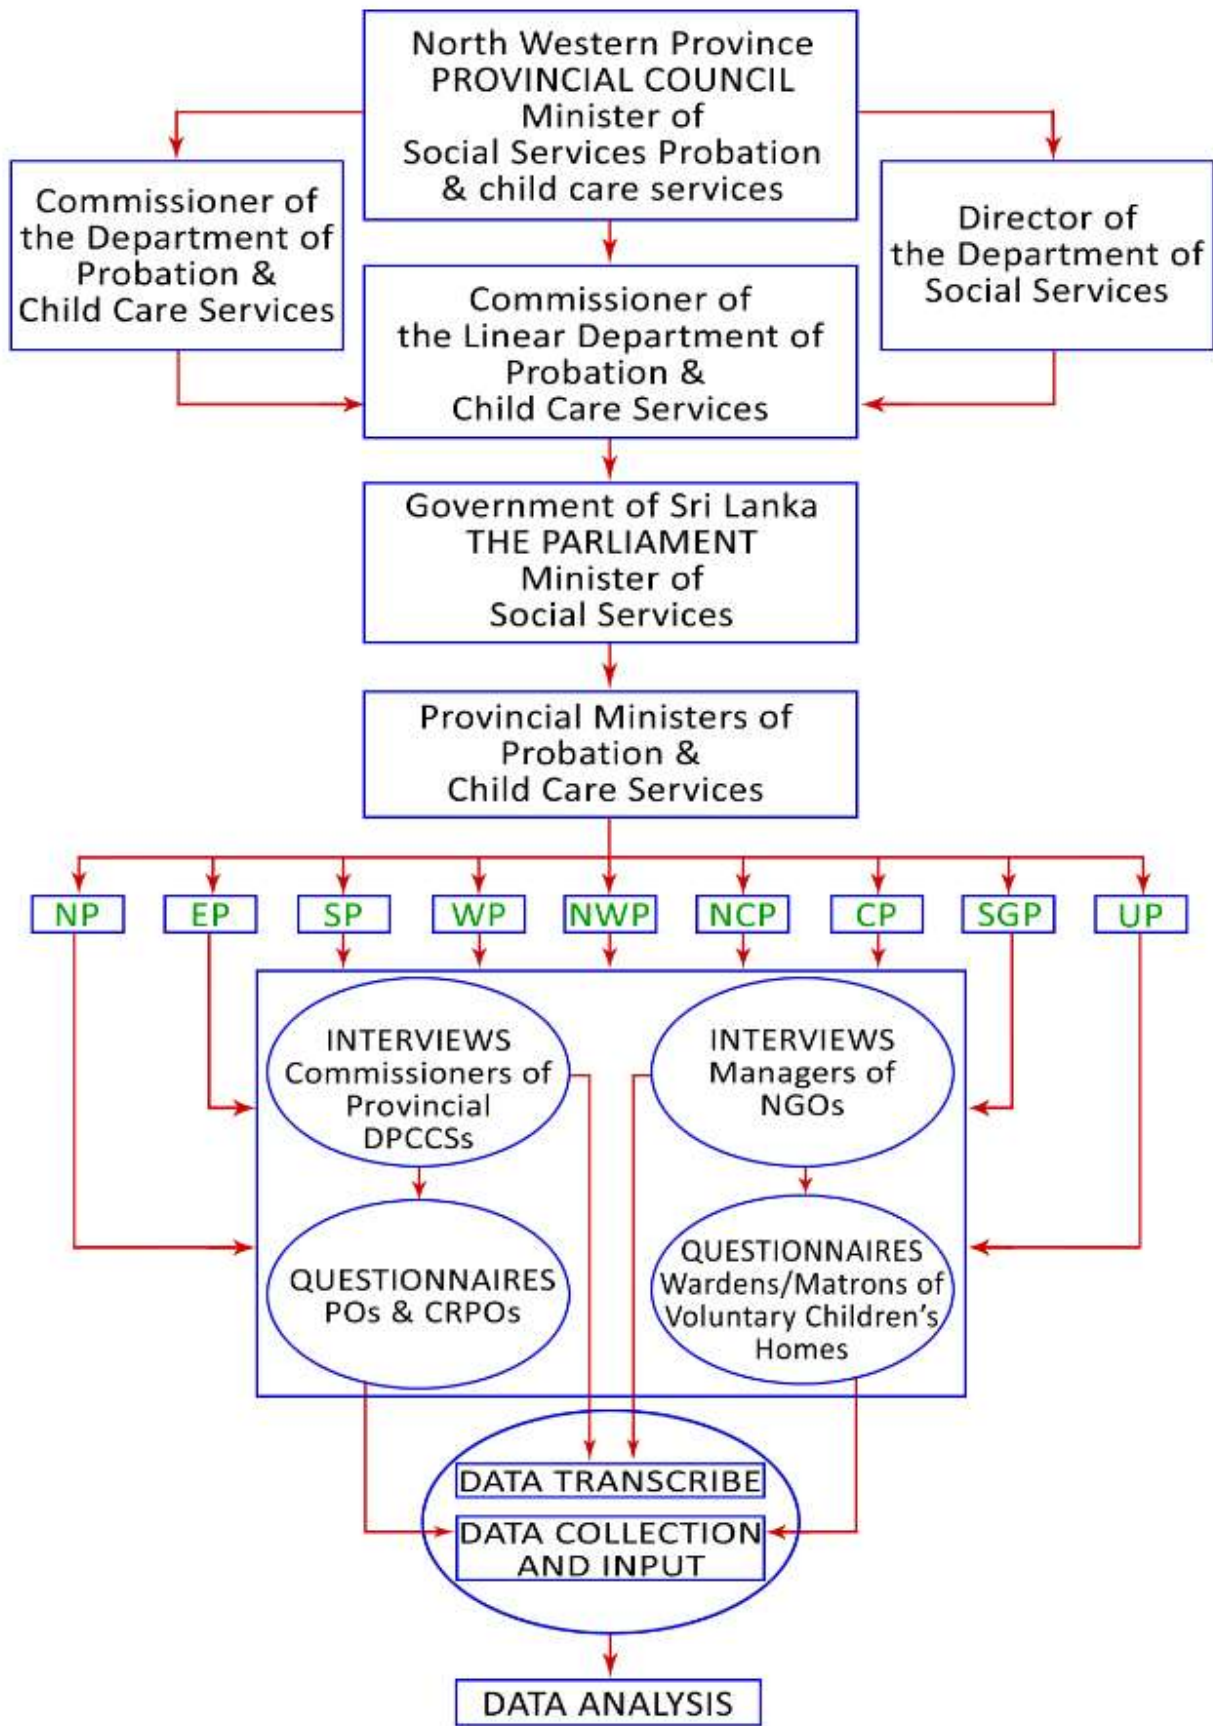 North Western Province
PROVINCIAL COUNCIL
Minister of
Social Services Probation
& child care services
Commissioner of
the Department of
Probation &
Child Care Services
Director of
the Department of
Social Services
Commissioner of
the Linear Department of
Probation &
Child Care Services
Government of Sri Lanka
THE PARLIAMENT
Minister of
Social Services
Provincial Ministers of
Probation &
Child Care Services
NP
EP
SP
WP
NWP
NCP
CP
SGP
UP
INTERVIEWS
Commissioners of
Provincial
DPCCSs
INTERVIEWS
Managers of
NGOs
QUESTIONNAIRES
POs & CRPOs
QUESTIONNAIRES
Wardens/Matrons of
Voluntary Children’s
Homes
DATA TRANSCRIBE
DATA COLLECTION
AND INPUT
DATA ANALYSIS